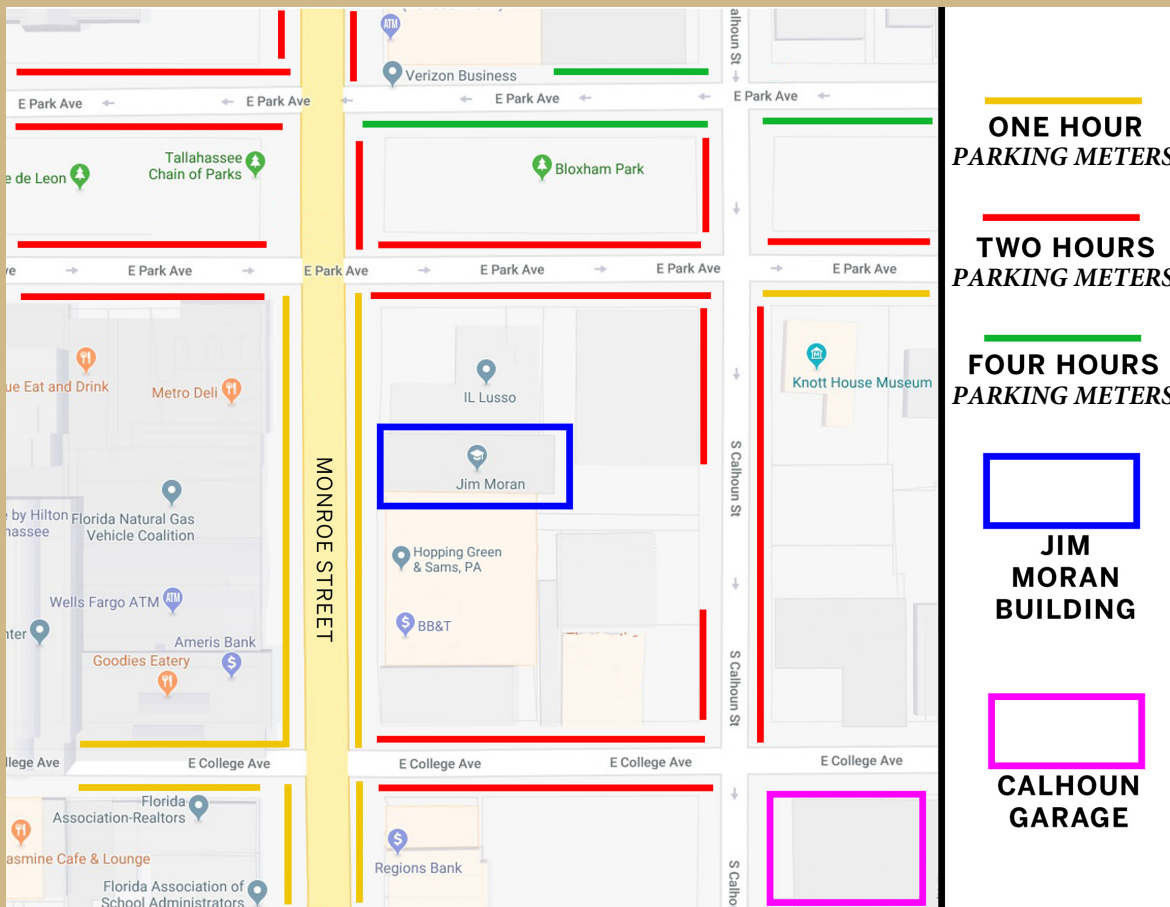 ATM
alhoun St
Verizon Business
E Park Ave
E Park Ave
E Park Ave
E Park Ave
Tallahassee
Chain of Parks
e de Leon
Bloxham Park
ve
E Park Ave
E Park Ave
E Park Ave
E Park Ave
E Park Ave
ue Eat and Drink
Metro Deli
IL Lusso
Knott House Museum
Jim Moran
S Calhoun St
MONROE STREET
e by Hilton
hassee
Florida Natural Gas
Vehicle Coalition
Hopping Green
& Sams, PA
Wells Fargo ATM
ATM
BB&T
nter
Ameris Bank
Goodies Eatery
S Calhoun St
llege Ave
E College Ave
E College Ave
E College Ave
E College Ave
Florida
Association-Realtors
asmine Cafe & Lounge
Regions Bank
Florida Association of
School Administrators
S Calho
ONE HOUR
PARKING METERS
TWO HOURS
PARKING METERS
FOUR HOURS
PARKING METERS
JIM
MORAN
BUILDING
CALHOUN
GARAGE